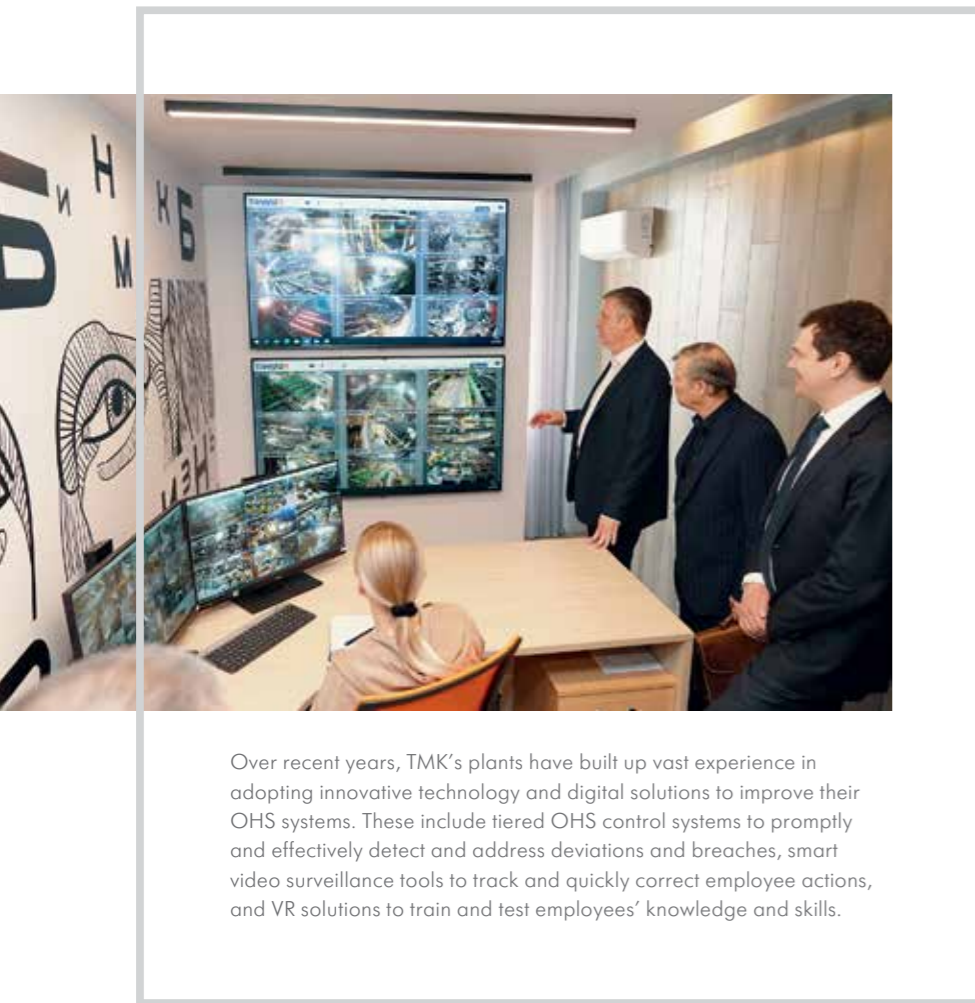 Б
и
Н
К
Б
М
Over recent years, TMK's plants have built up vast experience in
adopting innovative technology and digital solutions to improve their
OHS systems. These include tiered OHS control systems to promptly
and effectively detect and address deviations and breaches, smart
video surveillance tools to track and quickly correct employee actions,
and VR solutions to train and test employees' knowledge and skills.